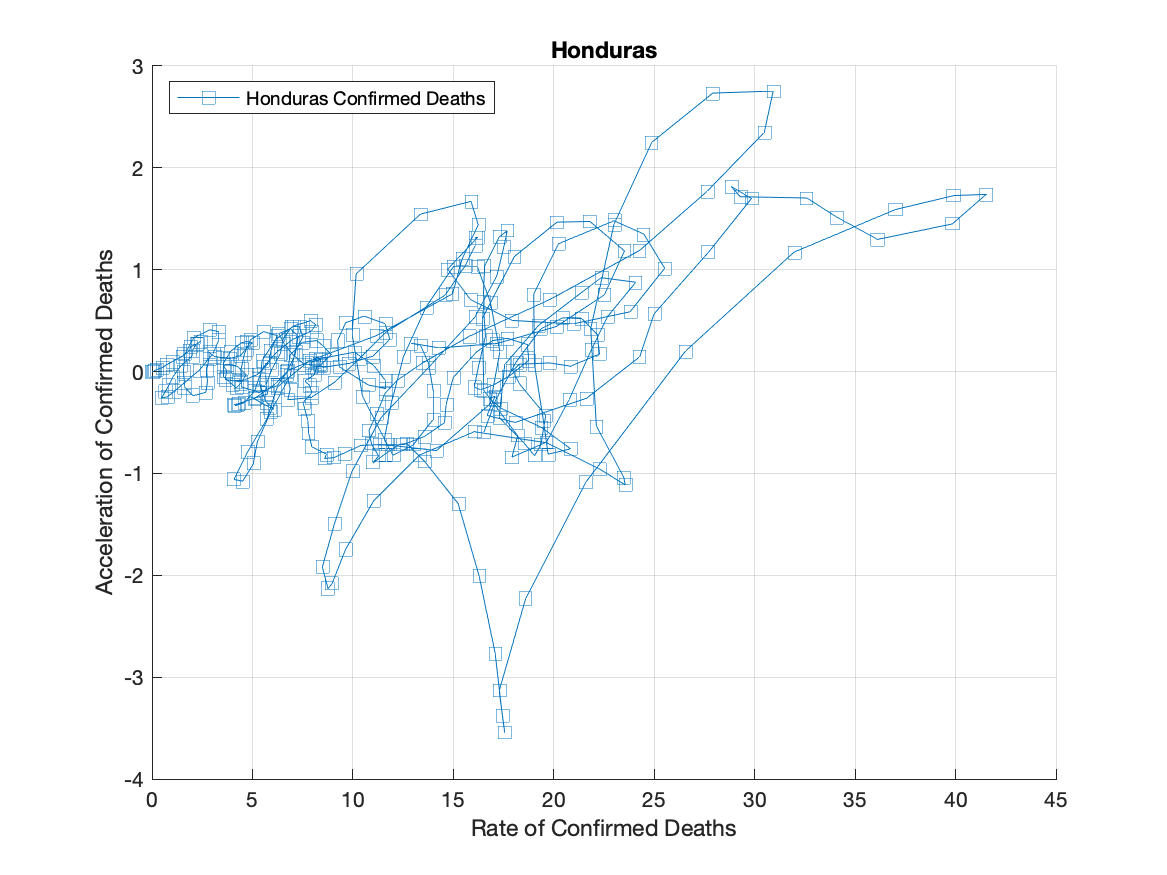 Honduras
Honduras Confirmed Deaths
3
2
1
0
-1
-2
-3
-4
Acceleration of Confirmed Deaths
0 5 10 15 20 25 30 35 40 45
Rate of Confirmed Deaths